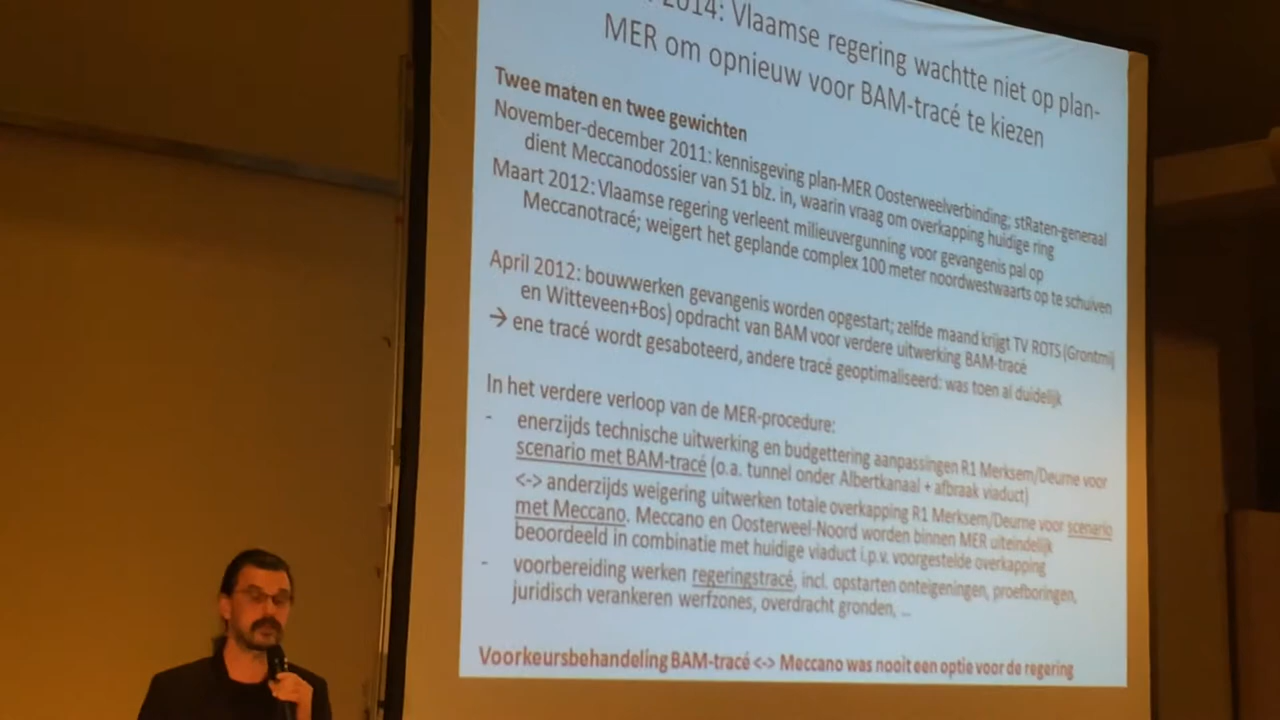 2014: Vlaamse regering wachtte niet op plan-
MER om opnieuw voor BAM-tracé te kiezen
Twee maten en twee gewichten
November-december 2011: kennisgeving plan-MER Oosterweelverbinding; stRaten-generaal
dient Meccanodossier van 51 blz. in, waarin vraag om overkapping huidige ring
Maart 2012: Vlaamse regering verleent milieuvergunning voor gevangenis pal op
Meccanotracé; weigert het geplande complex 100 meter noordwestwaarts op te schuiven
April 2012: bouwwerken gevangenis worden opgestart; zelfde maand krijgt TV ROTS (Grontmij
en Witteveen+Bos) opdracht van BAM voor verdere uitwerking BAM-tracé
→ ene tracé wordt gesaboteerd, andere tracé geoptimaliseerd: was toen al duidelijk
In het verdere verloop van de MER-procedure:
- enerzijds technische uitwerking en budgettering aanpassingen R1 Merksem/Deurne voor
scenario met BAM-tracé (o.a. tunnel onder Albertkanaal + afbraak viaduct)
<-> anderzijds weigering uitwerken totale overkapping R1 Merksem/Deurne voor scenario
met Meccano. Meccano en Oosterweel-Noord worden binnen MER uiteindelijk
beoordeeld in combinatie met huidige viaduct i.p.v. voorgestelde overkapping
- voorbereiding werken regeringstracé, incl. opstarten onteigeningen, proefboringen,
juridisch verankeren werfzones, overdracht gronden, ...
Voorkeursbehandeling BAM-tracé <-> Meccano was nooit een optie voor de regering